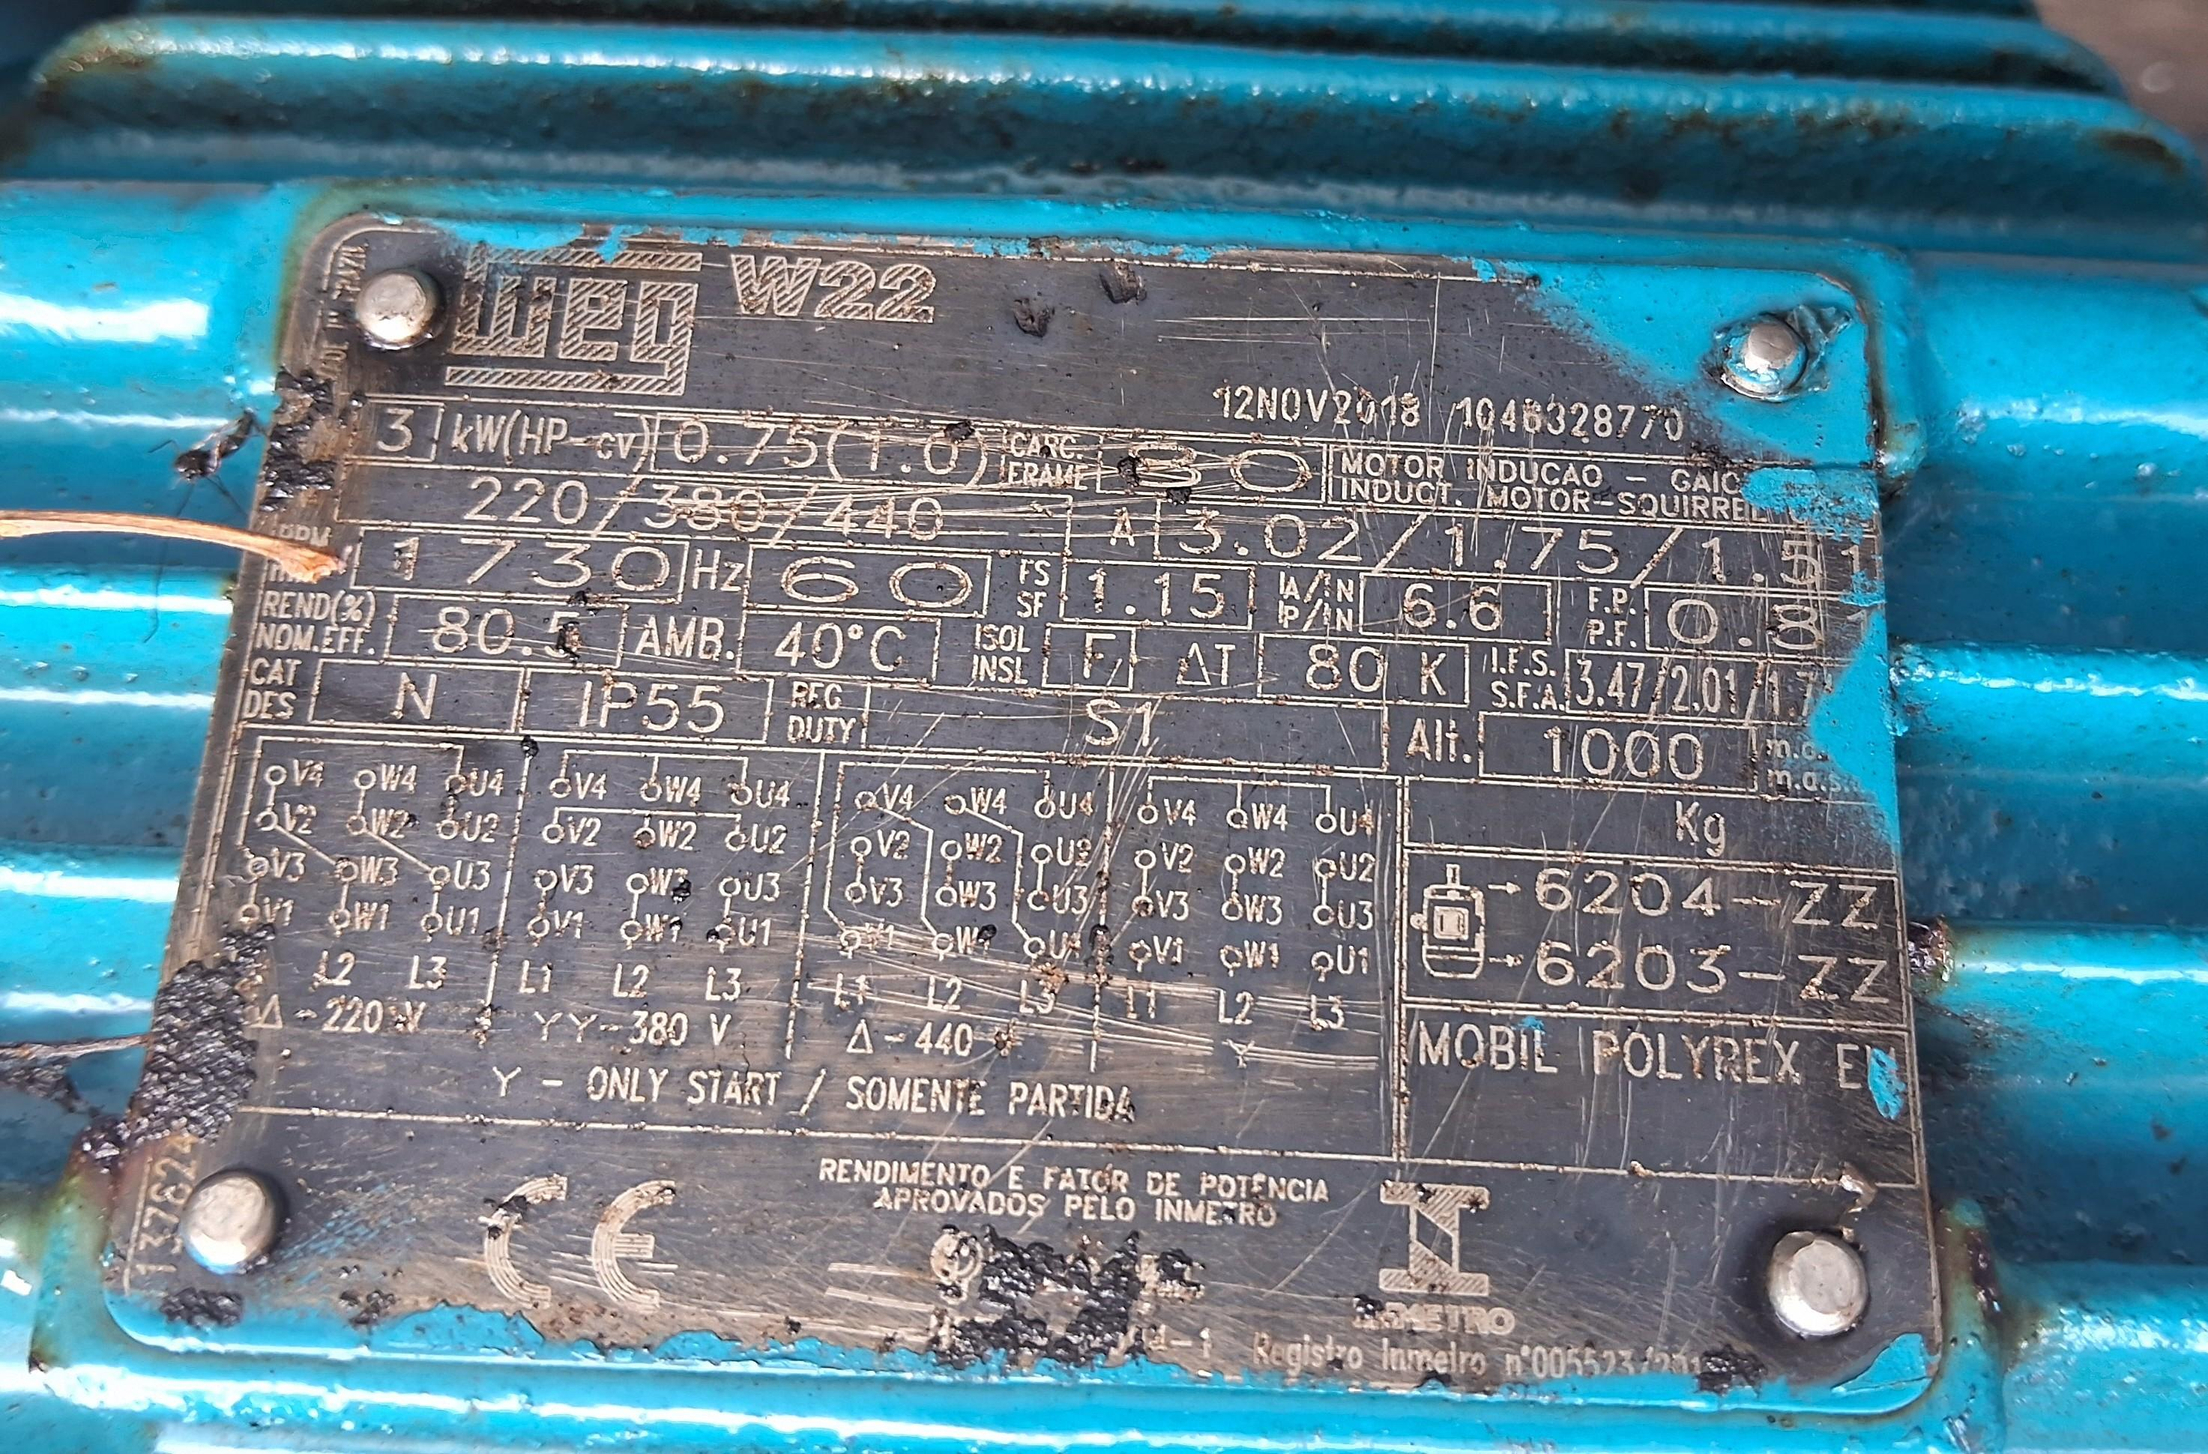 weg W22
12NOV2018 1046328770
3 kW(HP-cv) 0.75(1.0) CARC. FRAME 80 MOTOR INDUCAO - GAIO
INDUCT. MOTOR-SQUIRREL
220/380/440 A 3.02/1.75/1.51
1730 Hz 60 FS SF 1.15 IA/IN IP/IN 6.6 F.P. P.F. 0.8
REND(%) NOM.EFF. 80.5 AMB. 40°C ISOL INSL F ΔT 80 K I.F.S. S.F.A. 3.47/2.01/1.7
CAT DES N IP55 REG DUTY S1 Alt. 1000
V4 W4 U4 V4 W4 U4 V4 W4 U4 V4 W4 U4
V2 W2 U2 V2 W2 U2 V2 W2 U2 V2 W2 U2
V3 W3 U3 V3 W3 U3 V3 W3 U3 V3 W3 U3
V1 W1 U1 V1 W1 U1 V1 W1 U1 V1 W1 U1
L2 L3 L1 L2 L3 L1 L2 L3 L1 L2 L3
Δ - 220 V YY - 380 V Δ - 440 Y
Y - ONLY START / SOMENTE PARTIDA
Kg
6204-ZZ
6203-ZZ
MOBIL POLYREX EM
CE
RENDIMENTO E FATOR DE POTENCIA
APROVADOS PELO INMETRO
INMETRO
Registro Inmetro n°005523/201